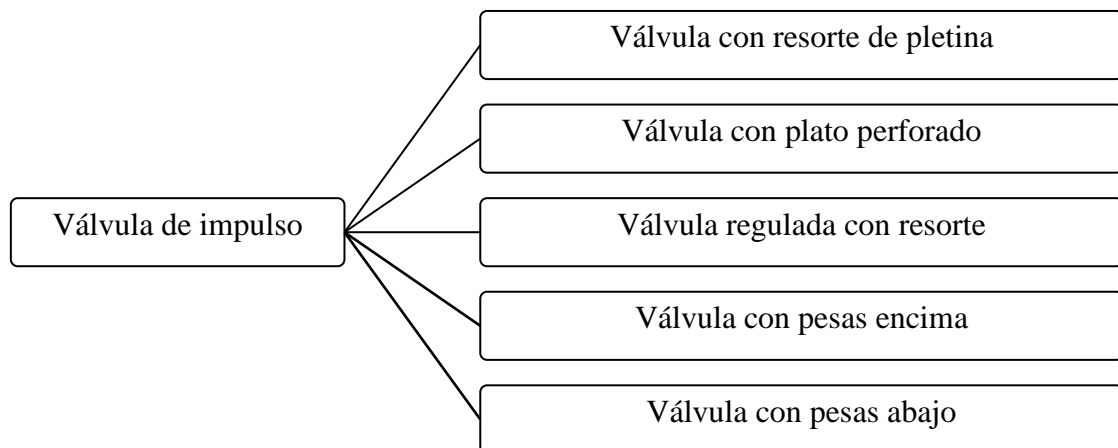 Válvula con resorte de pletina
Válvula con plato perforado
Válvula de impulso
Válvula regulada con resorte
Válvula con pesas encima
Válvula con pesas abajo